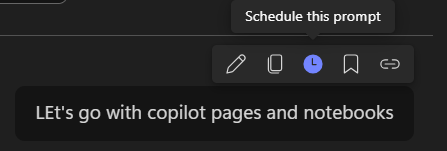 Schedule this prompt
LEt's go with copilot pages and notebooks